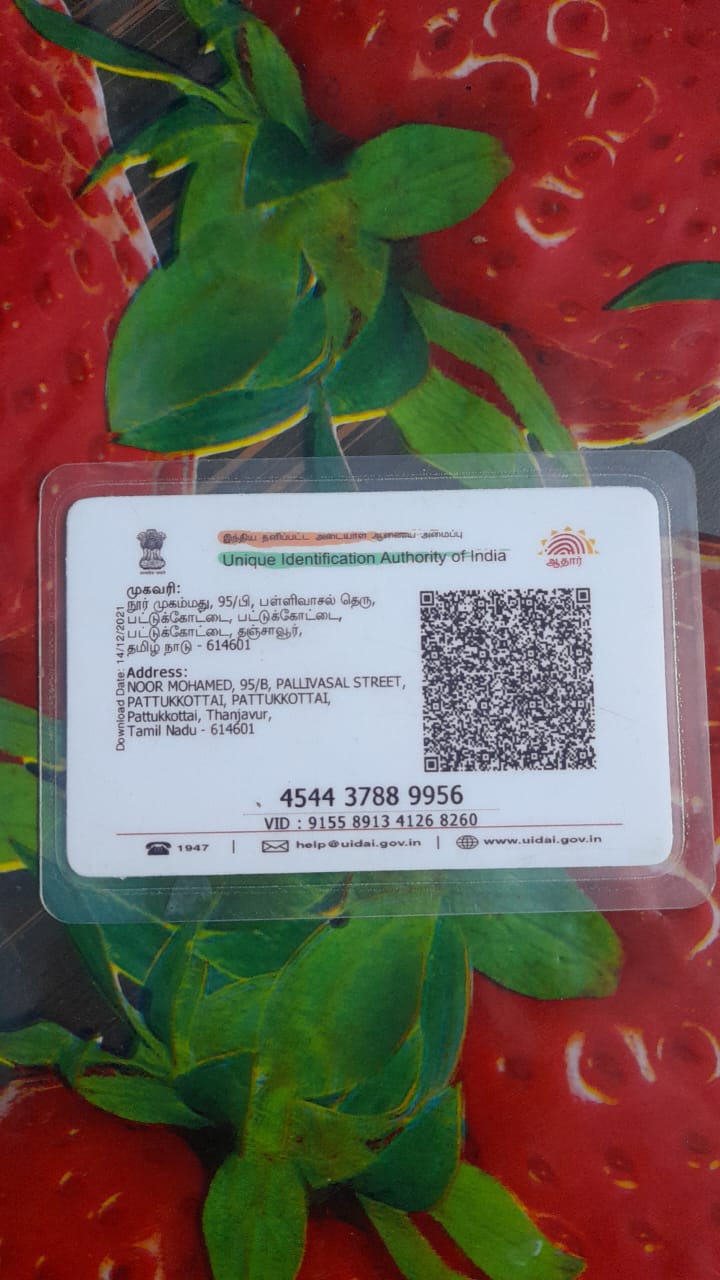 இந்திய தனிப்பட்ட அடையாள ஆணைய அமைப்பு
Unique Identification Authority of India
ஆதார்
முகவரி:
நூர் முகம்மது, 95/பி, பள்ளிவாசல் தெரு,
பட்டுக்கோட்டை, பட்டுக்கோட்டை,
பட்டுக்கோட்டை, தஞ்சாவூர்,
தமிழ் நாடு - 614601
Download Date: 14/12/2021
Address:
NOOR MOHAMED, 95/B, PALLIVASAL STREET,
PATTUKKOTTAI, PATTUKKOTTAI,
Pattukkottai, Thanjavur,
Tamil Nadu - 614601
4544 3788 9956
VID : 9155 8913 4126 8260
1947 | help@uidai.gov.in | www.uidai.gov.in